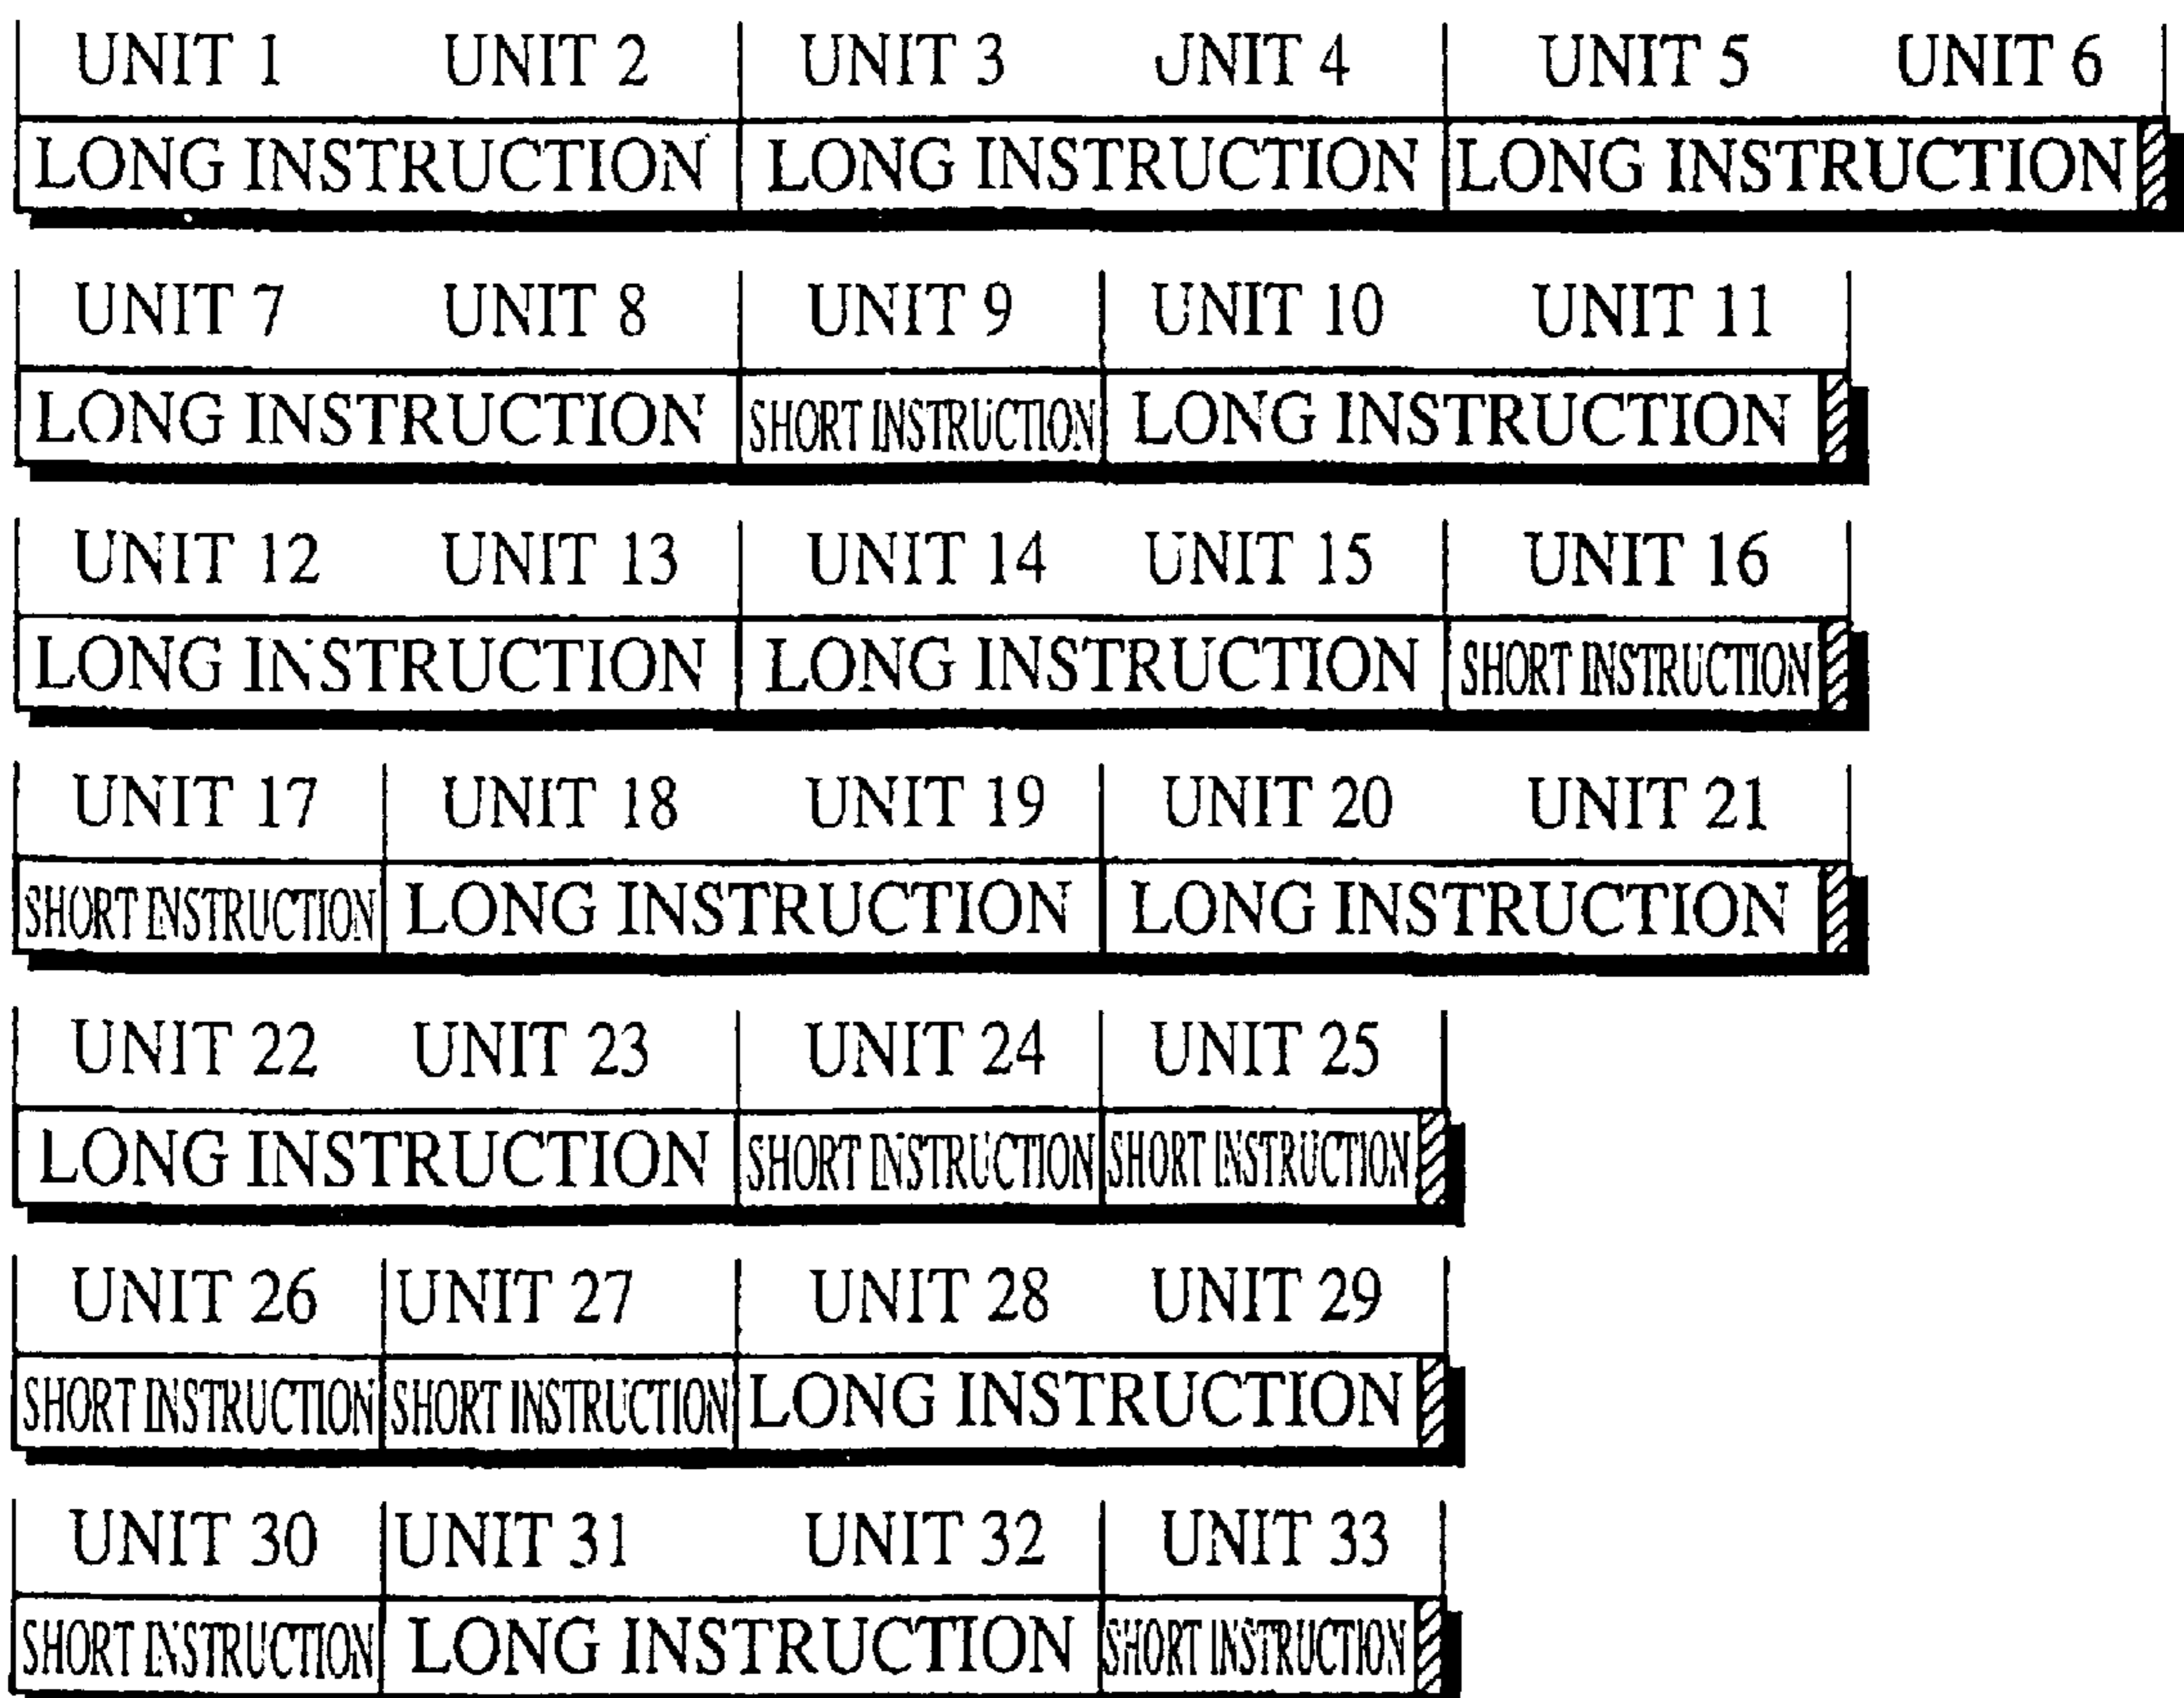 UNIT 1 UNIT 2 UNIT 3 UNIT 4 UNIT 5 UNIT 6
LONG INSTRUCTION LONG INSTRUCTION LONG INSTRUCTION
UNIT 7 UNIT 8 UNIT 9 UNIT 10 UNIT 11
LONG INSTRUCTION SHORT INSTRUCTION LONG INSTRUCTION
UNIT 12 UNIT 13 UNIT 14 UNIT 15 UNIT 16
LONG INSTRUCTION LONG INSTRUCTION SHORT INSTRUCTION
UNIT 17 UNIT 18 UNIT 19 UNIT 20 UNIT 21
SHORT INSTRUCTION LONG INSTRUCTION LONG INSTRUCTION
UNIT 22 UNIT 23 UNIT 24 UNIT 25
LONG INSTRUCTION SHORT INSTRUCTION SHORT INSTRUCTION
UNIT 26 UNIT 27 UNIT 28 UNIT 29
SHORT INSTRUCTION SHORT INSTRUCTION LONG INSTRUCTION
UNIT 30 UNIT 31 UNIT 32 UNIT 33
SHORT INSTRUCTION LONG INSTRUCTION SHORT INSTRUCTION